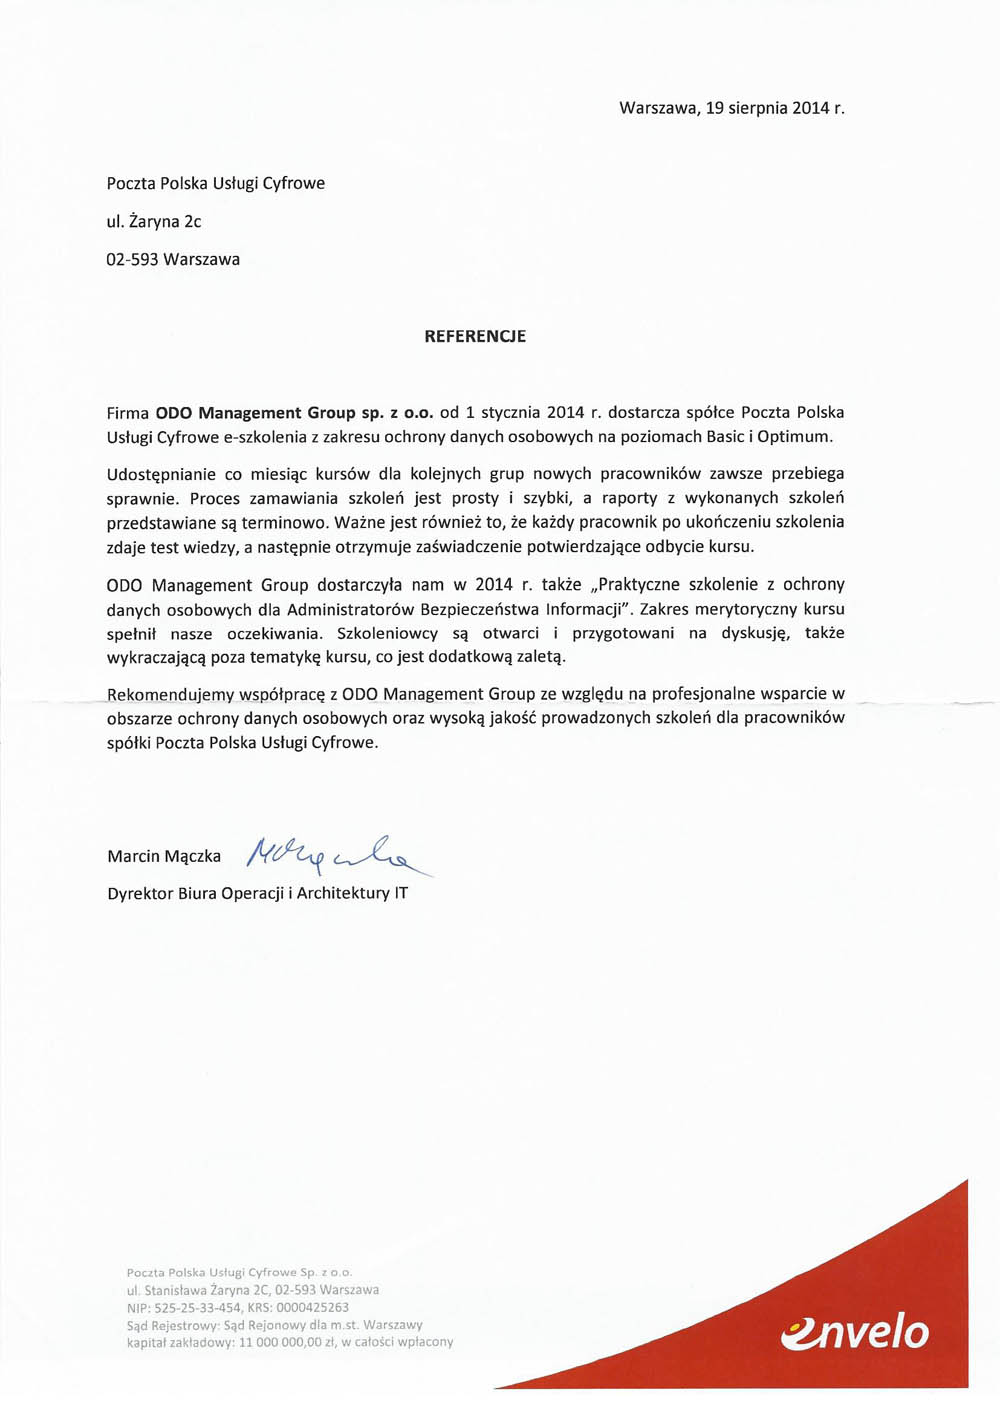 Warszawa, 19 sierpnia 2014 r.
Poczta Polska Usługi Cyfrowe
ul. Żaryna 2c
02-593 Warszawa
REFERENCJE
Firma ODO Management Group sp. z o.o. od 1 stycznia 2014 r. dostarcza spółce Poczta Polska
Usługi Cyfrowe e-szkolenia z zakresu ochrony danych osobowych na poziomach Basic i Optimum.
Udostępnianie co miesiąc kursów dla kolejnych grup nowych pracowników zawsze przebiega
sprawnie. Proces zamawiania szkoleń jest prosty i szybki, a raporty z wykonanych szkoleń
przedstawiane są terminowo. Ważne jest również to, że każdy pracownik po ukończeniu szkolenia
zdaje test wiedzy, a następnie otrzymuje zaświadczenie potwierdzające odbycie kursu.
ODO Management Group dostarczyła nam w 2014 r. także „Praktyczne szkolenie z ochrony
danych osobowych dla Administratorów Bezpieczeństwa Informacji”. Zakres merytoryczny kursu
spełnił nasze oczekiwania. Szkoleniowcy są otwarci i przygotowani na dyskusję, także
wykraczającą poza tematykę kursu, co jest dodatkową zaletą.
Rekomendujemy współpracę z ODO Management Group ze względu na profesjonalne wsparcie w
obszarze ochrony danych osobowych oraz wysoką jakość prowadzonych szkoleń dla pracowników
spółki Poczta Polska Usługi Cyfrowe.
Marcin Mączka
Dyrektor Biura Operacji i Architektury IT
Poczta Polska Usługi Cyfrowe Sp. z o.o.
ul. Stanisława Żaryna 2C, 02-593 Warszawa
NIP: 525-25-33-454, KRS: 0000425263
Sąd Rejestrowy: Sąd Rejonowy dla m.st. Warszawy
kapitał zakładowy: 11 000 000,00 zł, w całości wpłacony
envelo